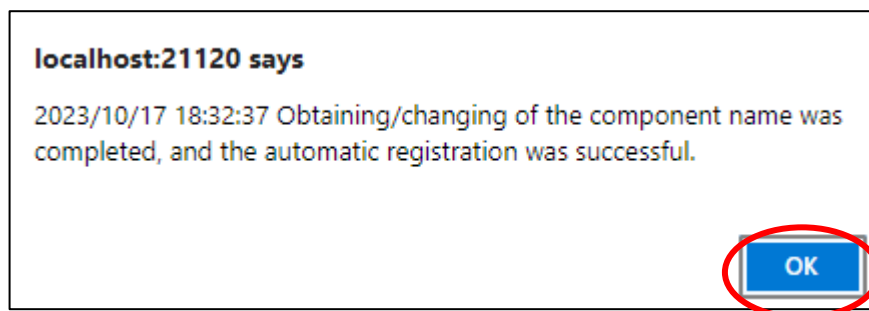 localhost:21120 says
2023/10/17 18:32:37 Obtaining/changing of the component name was
completed, and the automatic registration was successful.
OK